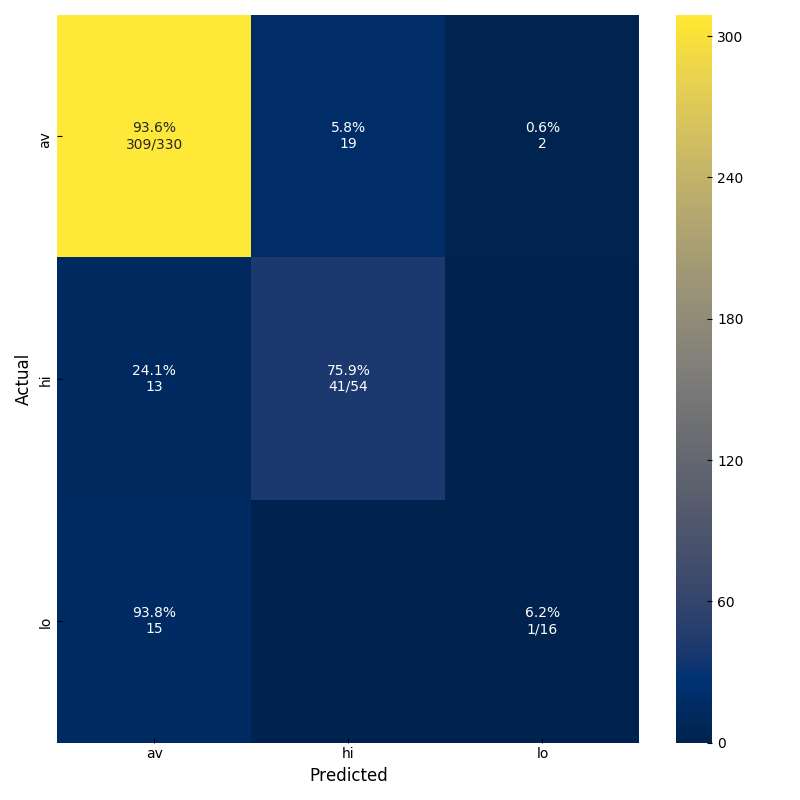 93.6%
309/330
5.8%
19
0.6%
2
24.1%
13
75.9%
41/54
93.8%
15
6.2%
1/16
av
hi
lo
Actual
av
hi
lo
Predicted
300
240
180
120
60
0